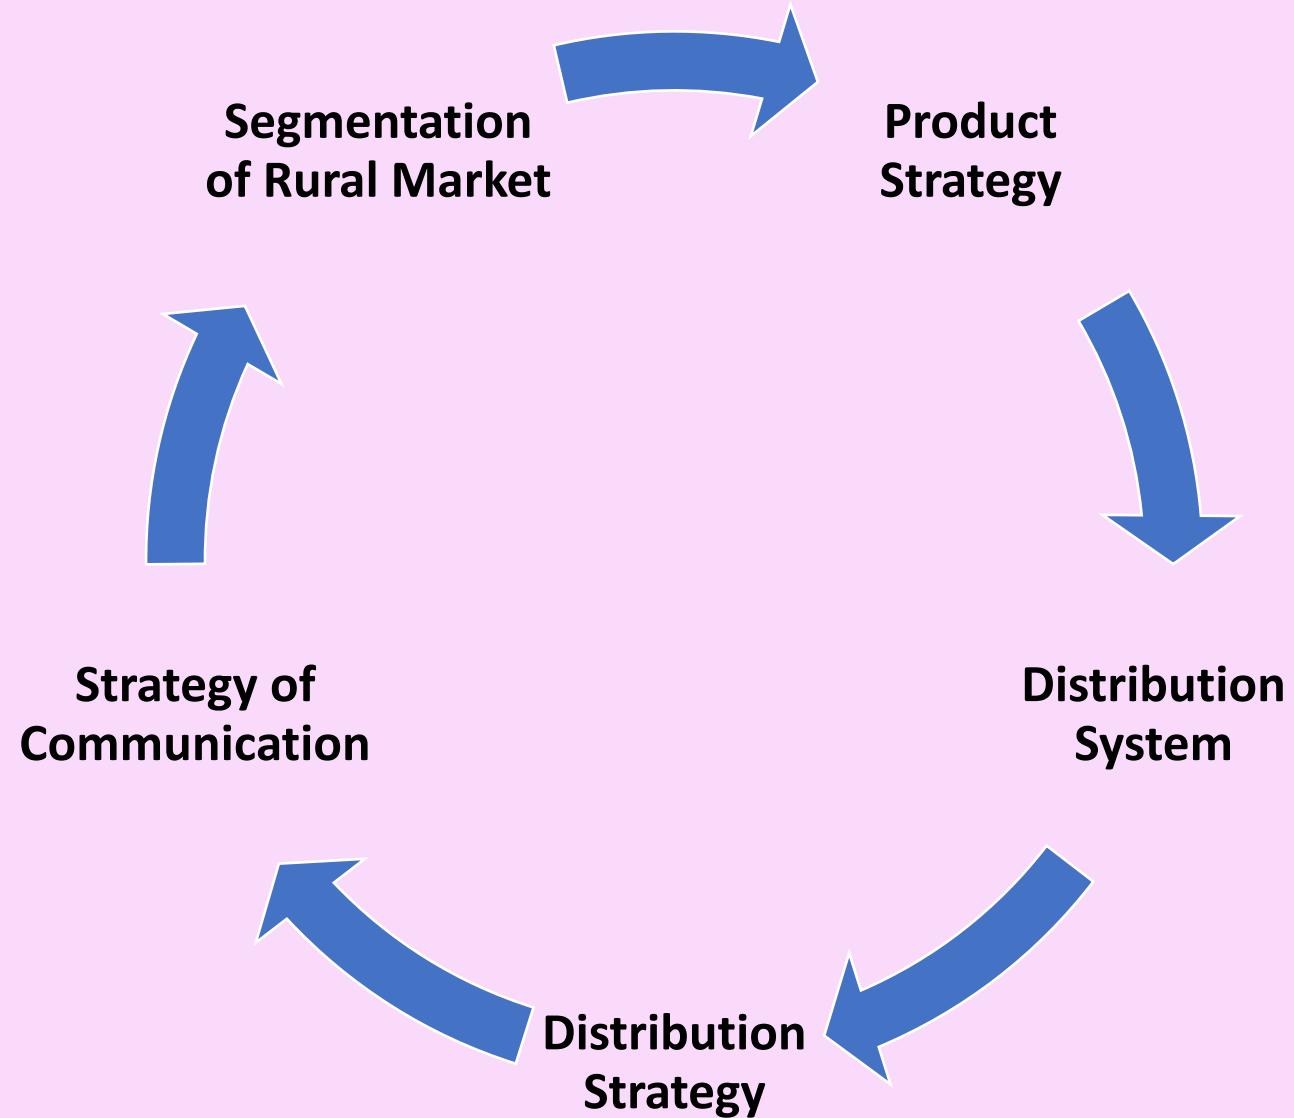 Segmentation
of Rural Market
Product
Strategy
Distribution
System
Distribution
Strategy
Strategy of
Communication